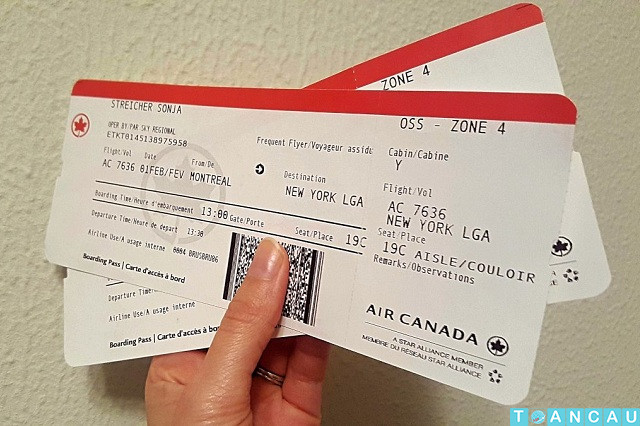 ZONE 4
STREICHER SONJA
OSS - ZONE 4
OPER BY/PAR SKY REGIONAL
ETKT0145138975958
Frequent Flyer/Voyageur assidu
Cabin/Cabine
Y
Flight/Vol Date From/De
AC 7636 01FEB/FEV MONTREAL
Destination
NEW YORK LGA
Flight/Vol
AC 7636
NEW YORK LGA
Boarding Time/Heure d'embarquement 13:00 Gate/Porte
Seat/Place 19C
Seat/Place
19C AISLE/COULOIR
Departure Time/Heure de depart 13:30
Remarks/Observations
Airline Use/A usage interne 0084
Boarding Pass | Carte d'accès à bord
AIR CANADA
A STAR ALLIANCE MEMBER
MEMBRE DU RÉSEAU STAR ALLIANCE
Departure Time
Airline Use/A usage interne
Boarding Pass | Carte d'accès à bord
TOANCAU